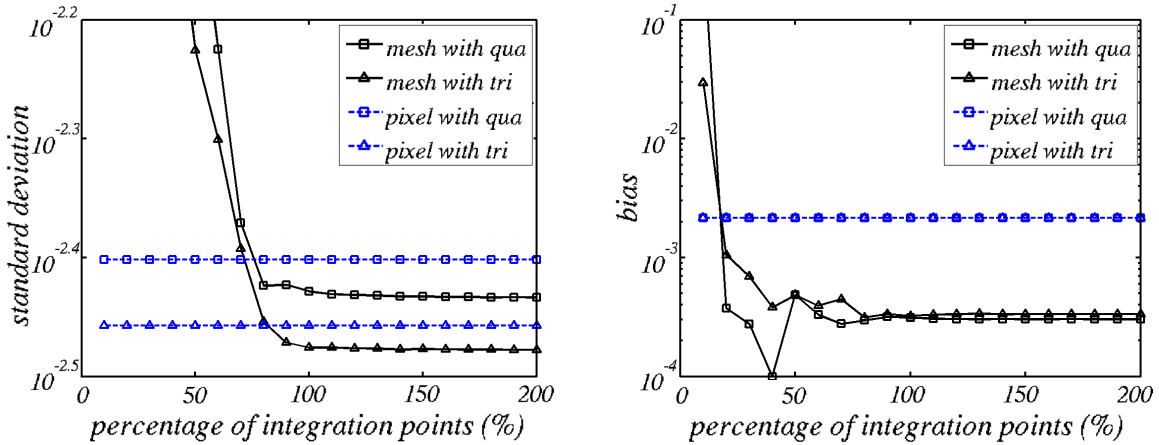 standard deviation
10^-2.2
10^-2.3
10^-2.4
10^-2.5
0
50
100
150
200
percentage of integration points (%)
mesh with qua
mesh with tri
pixel with qua
pixel with tri
bias
10^-1
10^-2
10^-3
10^-4
0
50
100
150
200
percentage of integration points (%)
mesh with qua
mesh with tri
pixel with qua
pixel with tri